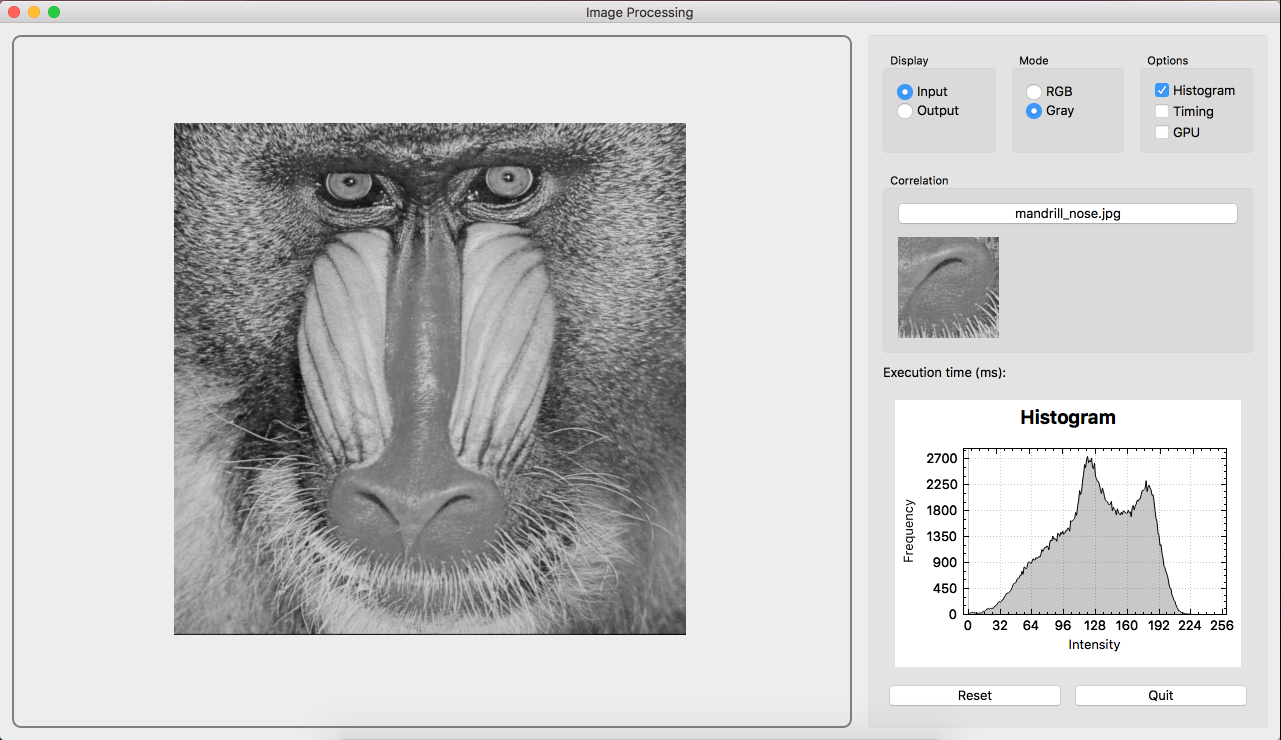 Image Processing
Display
Input
Output
Mode
RGB
Gray
Options
Histogram
Timing
GPU
Correlation
mandrill_nose.jpg
Execution time (ms):
Histogram
Frequency
2700
2250
1800
1350
900
450
0
0 32 64 96 128 160 192 224 256
Intensity
Reset Quit